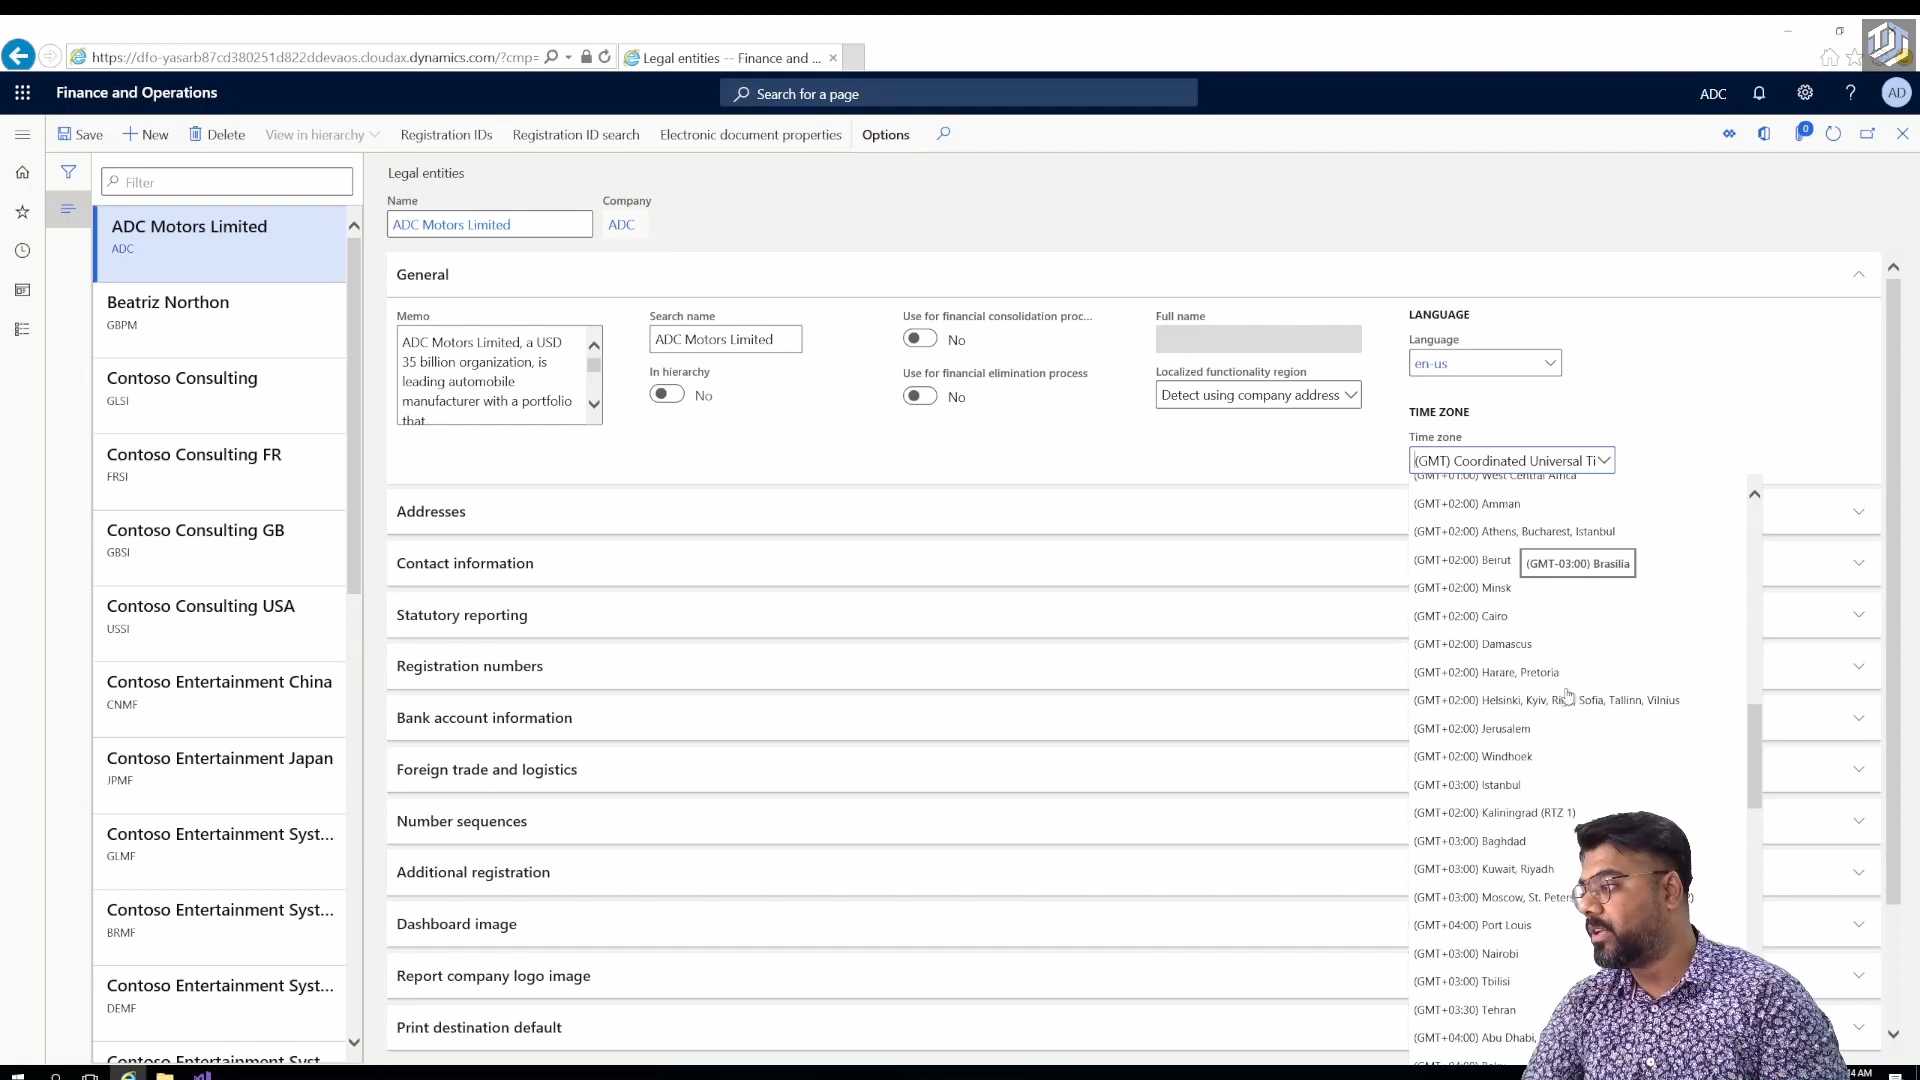 https://dfo-yasarb87cd380251d822ddevaos.cloudax.dynamics.com/?cmp=
Legal entities -- Finance and ...
Finance and Operations
Search for a page
ADC
AD
Save
New
Delete
View in hierarchy
Registration IDs
Registration ID search
Electronic document properties
Options
0
Filter
ADC Motors Limited
ADC
Beatriz Northon
GBPM
Contoso Consulting
GLSI
Contoso Consulting FR
FRSI
Contoso Consulting GB
GBSI
Contoso Consulting USA
USSI
Contoso Entertainment China
CNMF
Contoso Entertainment Japan
JPMF
Contoso Entertainment Syst...
GLMF
Contoso Entertainment Syst...
BRMF
Contoso Entertainment Syst...
DEMF
Contoso Entertainment Syst...
Legal entities
Name
Company
ADC Motors Limited
ADC
General
Memo
ADC Motors Limited, a USD
35 billion organization, is
leading automobile
manufacturer with a portfolio
that
Search name
ADC Motors Limited
In hierarchy
No
Use for financial consolidation proc...
No
Use for financial elimination process
No
Full name
Localized functionality region
Detect using company address
LANGUAGE
Language
en-us
TIME ZONE
Time zone
(GMT) Coordinated Universal Ti
(GMT+01:00) West Central Africa
(GMT+02:00) Amman
(GMT+02:00) Athens, Bucharest, Istanbul
(GMT+02:00) Beirut
(GMT-03:00) Brasilia
(GMT+02:00) Minsk
(GMT+02:00) Cairo
(GMT+02:00) Damascus
(GMT+02:00) Harare, Pretoria
(GMT+02:00) Helsinki, Kyiv, Sofia, Tallinn, Vilnius
(GMT+02:00) Jerusalem
(GMT+02:00) Windhoek
(GMT+03:00) Istanbul
(GMT+02:00) Kaliningrad (RTZ 1)
(GMT+03:00) Baghdad
(GMT+03:00) Kuwait, Riyadh
(GMT+03:00) Moscow, St.
(GMT+04:00) Port Louis
(GMT+03:00) Nairobi
(GMT+03:00) Tbilisi
(GMT+03:30) Tehran
(GMT+04:00) Abu Dhabi,
Addresses
Contact information
Statutory reporting
Registration numbers
Bank account information
Foreign trade and logistics
Number sequences
Additional registration
Dashboard image
Report company logo image
Print destination default
AM